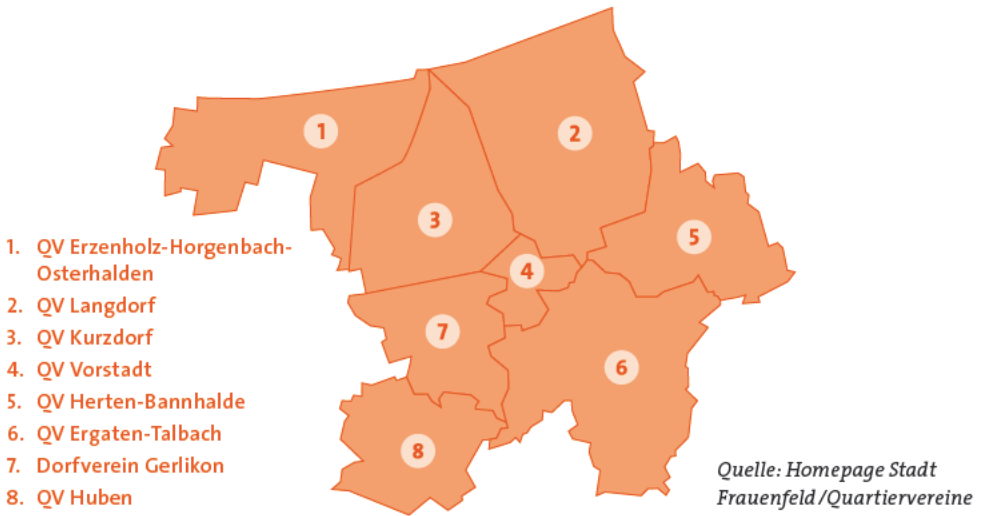 1
2
3
4
5
6
7
8
1. QV Erzenholz-Horgenbach-
Osterhalden
2. QV Langdorf
3. QV Kurzdorf
4. QV Vorstadt
5. QV Herten-Bannhalde
6. QV Ergaten-Talbach
7. Dorfverein Gerlikon
8. QV Huben
Quelle: Homepage Stadt
Frauenfeld/Quartiervereine